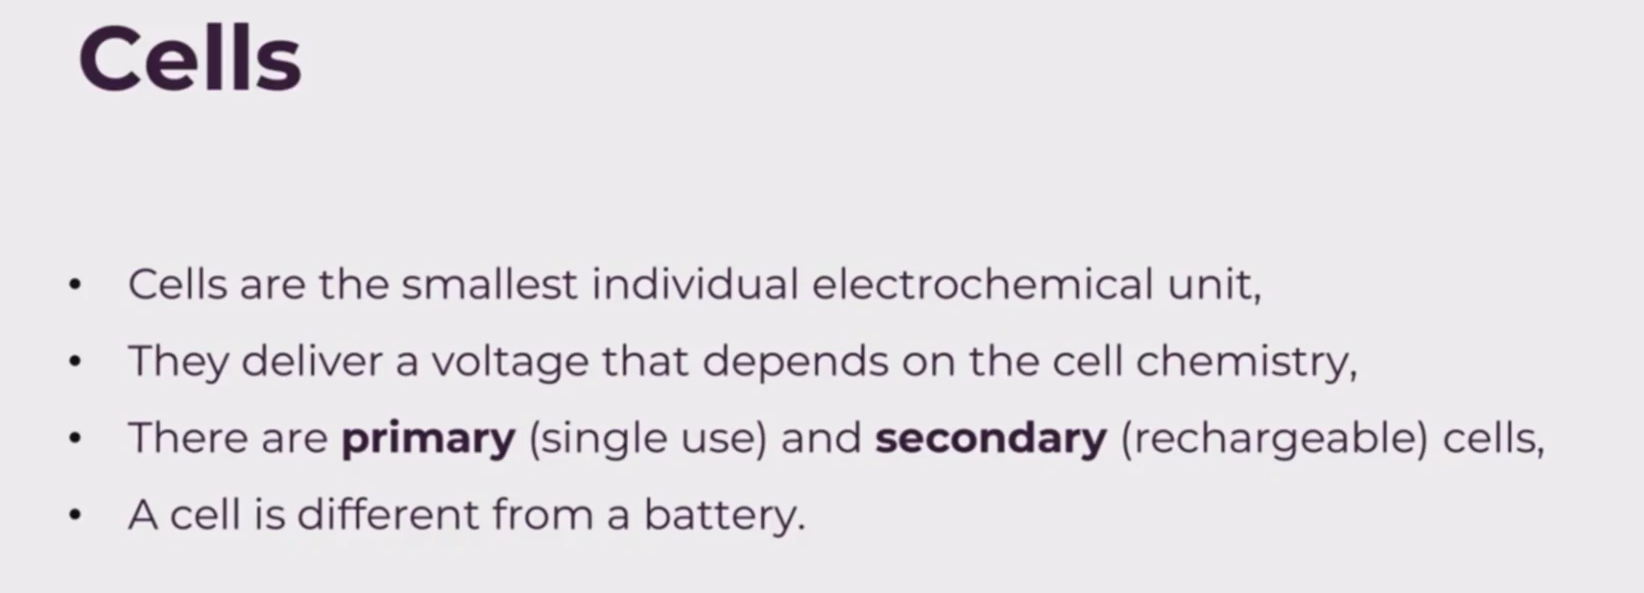 Cells
• Cells are the smallest individual electrochemical unit,
• They deliver a voltage that depends on the cell chemistry,
• There are primary (single use) and secondary (rechargeable) cells,
• A cell is different from a battery.